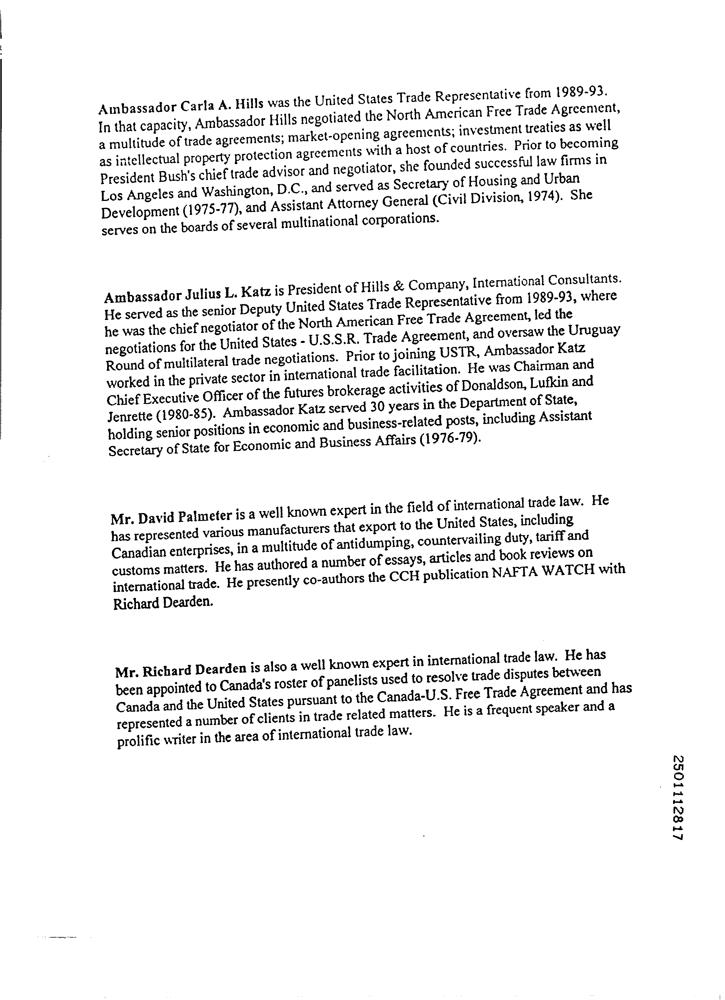 Ambassador Carla A. Hills was the United States Trade Representative from 1989-93.
In that capacity, Ambassador Hills negotiated the North American Free Trade Agreement,
a multitude of trade agreements; market-opening agreements; investment treaties as well
as intellectual property protection agreements with a host of countries. Prior to becoming
President Bush's chief trade advisor and negotiator, she founded successful law firms in
Los Angeles and Washington, D.C., and served as Secretary of Housing and Urban
Development (1975-77), and Assistant Attorney General (Civil Division, 1974). She
serves on the boards of several multinational corporations.
Ambassador Julius L. Katz is President of Hills & Company, International Consultants.
He served as the senior Deputy United States Trade Representative from 1989-93, where
he was the chief negotiator of the North American Free Trade Agreement, led the
negotiations for the United States - U.S.S.R. Trade Agreement, and oversaw the Uruguay
Round of multilateral trade negotiations. Prior to joining USTR, Ambassador Katz
worked in the private sector in international trade facilitation. He was Chairman and
Chief Executive Officer of the futures brokerage activities of Donaldson, Lufkin and
Jenrette (1980-85). Ambassador Katz served 30 years in the Department of State,
holding senior positions in economic and business-related posts, including Assistant
Secretary of State for Economic and Business Affairs (1976-79).
Mr. David Palmeter is a well known expert in the field of international trade law. He
has represented various manufacturers that export to the United States, including
Canadian enterprises, in a multitude of antidumping, countervailing duty, tariff and
customs matters. He has authored a number of essays, articles and book reviews on
international trade. He presently co-authors the CCH publication NAFTA WATCH with
Richard Dearden.
Mr. Richard Dearden is also a well known expert in international trade law. He has
been appointed to Canada's roster of panelists used to resolve trade disputes between
Canada and the United States pursuant to the Canada-U.S. Free Trade Agreement and has
represented a number of clients in trade related matters. He is a frequent speaker and a
prolific writer in the area of international trade law.
2501112817